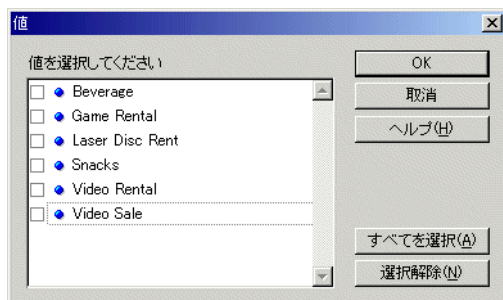 値
値を選択してください
Beverage
Game Rental
Laser Disc Rent
Snacks
Video Rental
Video Sale
OK
取消
ヘルプ(H)
すべてを選択(A)
選択解除(N)